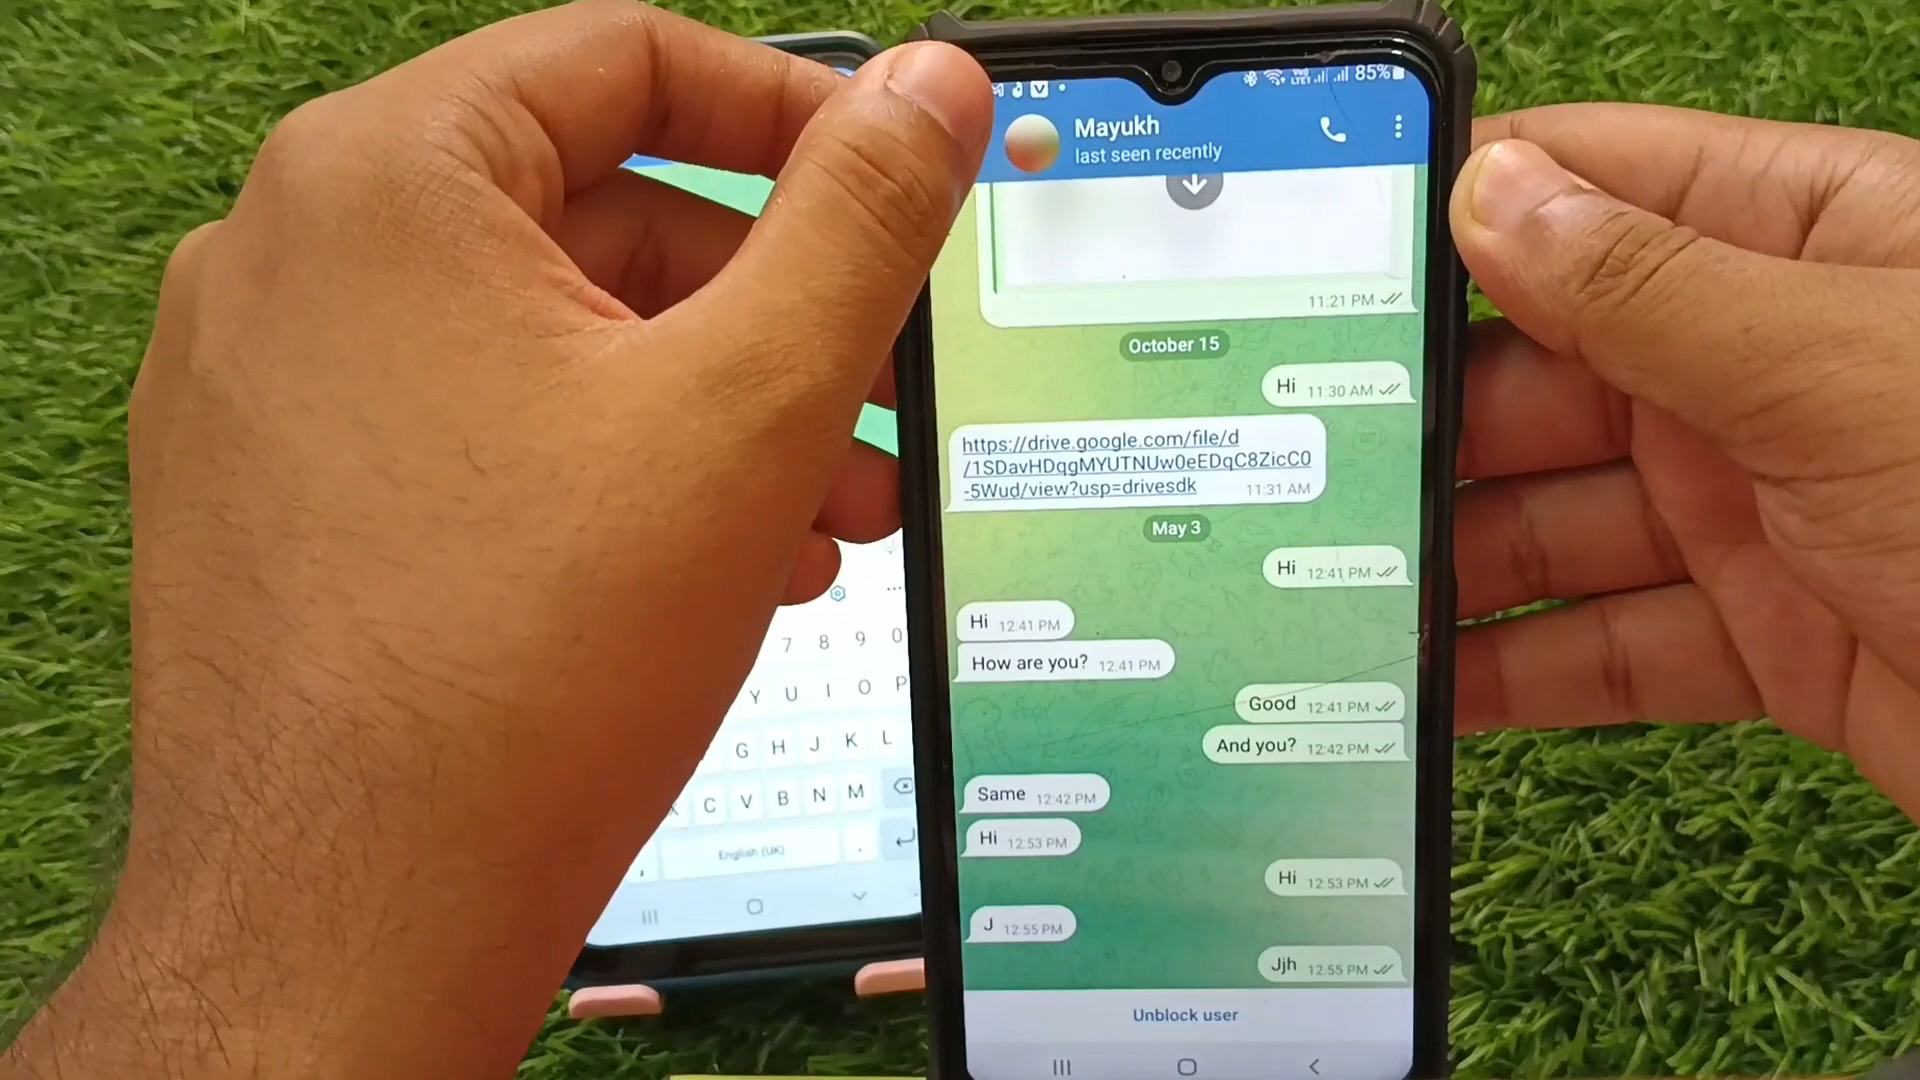 85%
Mayukh
last seen recently
11:21 PM
October 15
Hi 11:30 AM
https://drive.google.com/file/d
/1SDavHDqgMYUTNUw0eEDqC8ZicC0
-5Wud/view?usp=drivesdk 11:31 AM
May 3
Hi 12:41 PM
Hi 12:41 PM
How are you? 12:41 PM
Good 12:41 PM
And you? 12:42 PM
Same 12:42 PM
Hi 12:53 PM
Hi 12:53 PM
J 12:55 PM
Jjh 12:55 PM
Unblock user
7 8 9 0
Y U I O P
G H J K L
X C V B N M
, English (UK) .